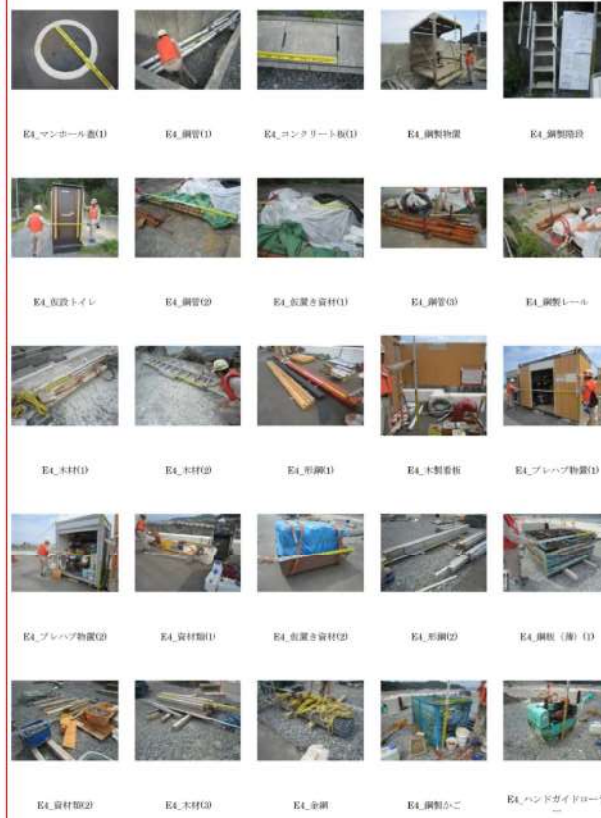 E4_マンホール蓋(1)
E4_鋼管(1)
E4_コンクリート板(1)
E4_鋼製物置
E4_鋼製階段
E4_仮設トイレ
E4_鋼管(2)
E4_仮置き資材(1)
E4_鋼管(3)
E4_鋼製レール
E4_木材(1)
E4_木材(2)
E4_形鋼(1)
E4_木製看板
E4_プレハブ物置(1)
E4_プレハブ物置(2)
E4_資材類(1)
E4_仮置き資材(2)
E4_形鋼(2)
E4_鋼板（薄）(1)
E4_資材類(2)
E4_木材(3)
E4_金網
E4_鋼製かご
E4_ハンドガイドローラ
ー